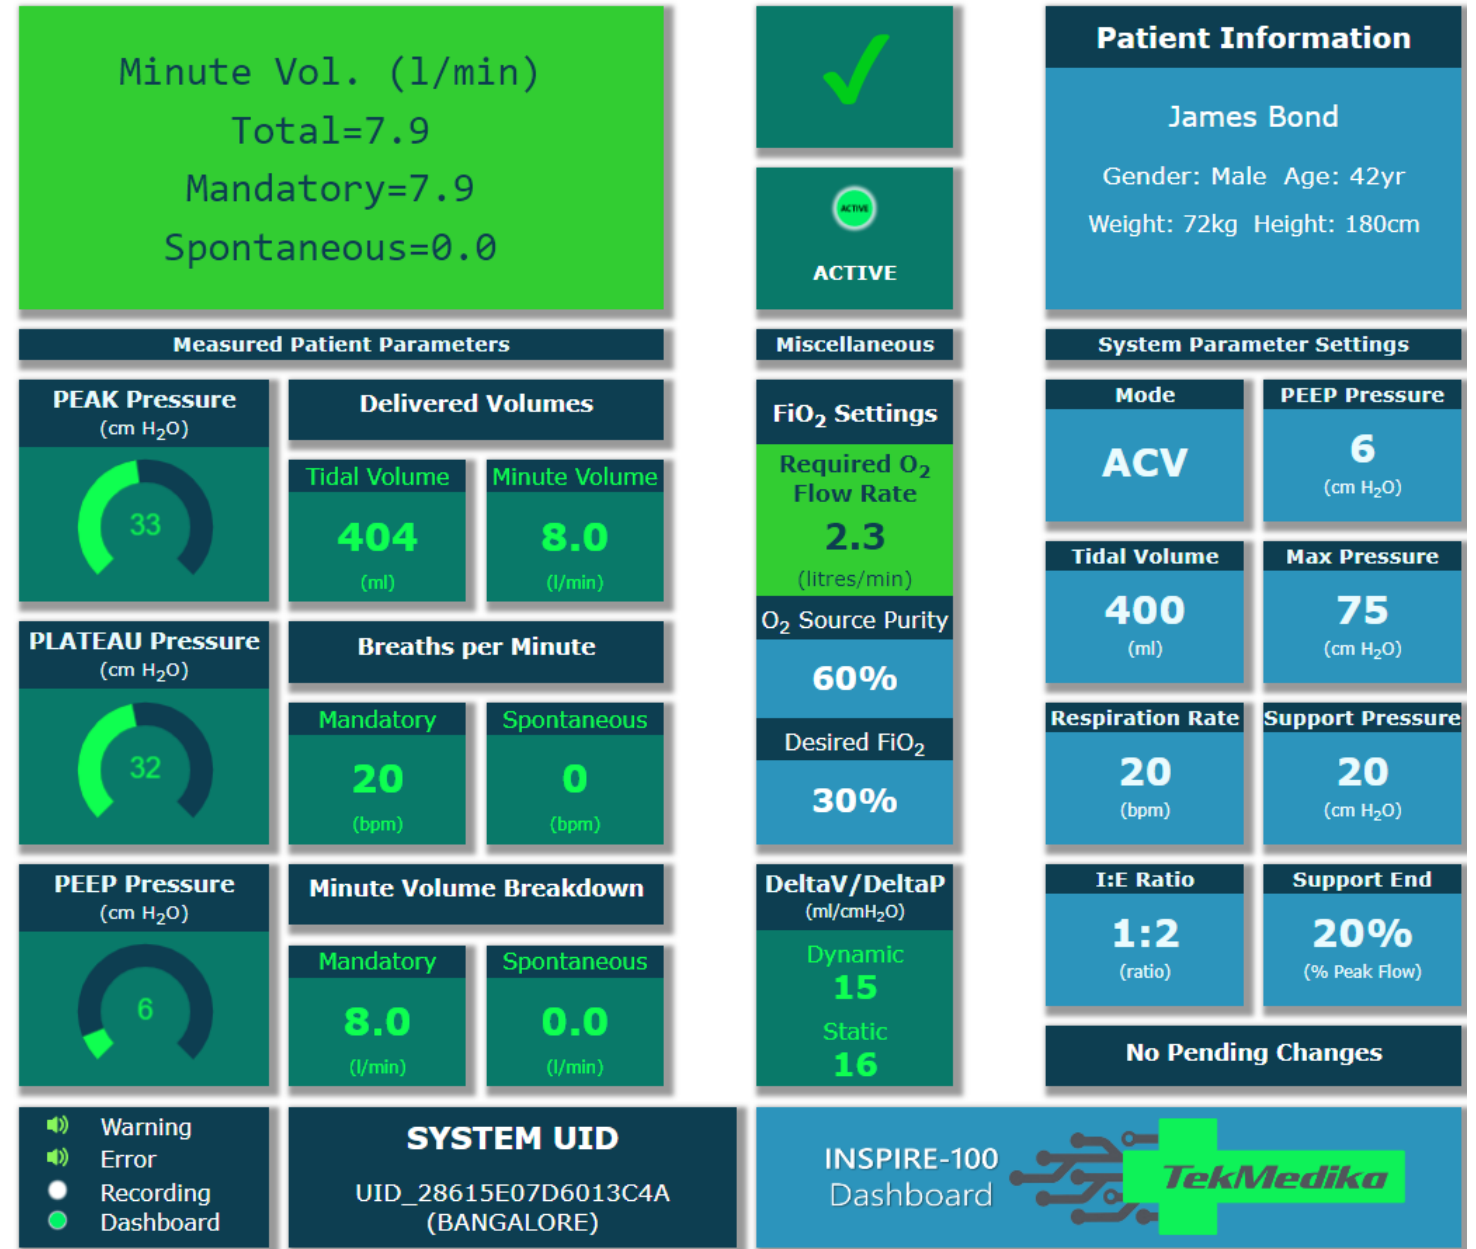 Minute Vol. (l/min)
Total=7.9
Mandatory=7.9
Spontaneous=0.0
ACTIVE
ACTIVE
Patient Information
James Bond
Gender: Male Age: 42yr
Weight: 72kg Height: 180cm
Measured Patient Parameters
PEAK Pressure
(cm H₂O)
33
Delivered Volumes
Tidal Volume
404
(ml)
Minute Volume
8.0
(l/min)
PLATEAU Pressure
(cm H₂O)
32
Breaths per Minute
Mandatory
20
(bpm)
Spontaneous
0
(bpm)
PEEP Pressure
(cm H₂O)
6
Minute Volume Breakdown
Mandatory
8.0
(l/min)
Spontaneous
0.0
(l/min)
Miscellaneous
FiO₂ Settings
Required O₂
Flow Rate
2.3
(litres/min)
O₂ Source Purity
60%
Desired FiO₂
30%
DeltaV/DeltaP
(ml/cmH₂O)
Dynamic
15
Static
16
System Parameter Settings
Mode
ACV
PEEP Pressure
6
(cm H₂O)
Tidal Volume
400
(ml)
Max Pressure
75
(cm H₂O)
Respiration Rate
20
(bpm)
Support Pressure
20
(cm H₂O)
I:E Ratio
1:2
(ratio)
Support End
20%
(% Peak Flow)
No Pending Changes
Warning
Error
Recording
Dashboard
SYSTEM UID
UID_28615E07D6013C4A
(BANGALORE)
INSPIRE-100
Dashboard
TekMedika